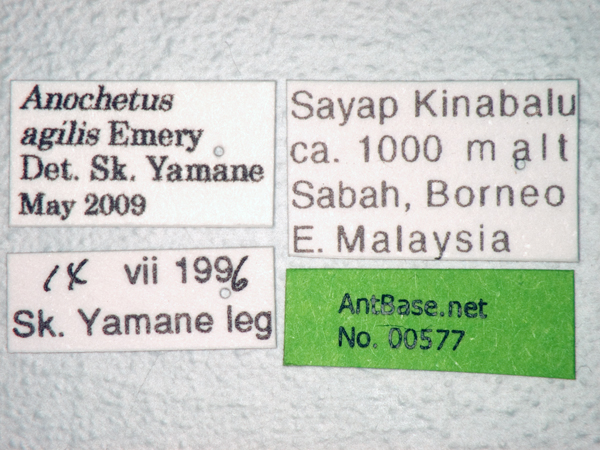 Anochetus
agilis Emery
Det. Sk. Yamane
May 2009
Sayap Kinabalu
ca. 1000 m alt
Sabah, Borneo
E. Malaysia
vii 1996
Sk. Yamane leg
AntBase.net
No. 00577